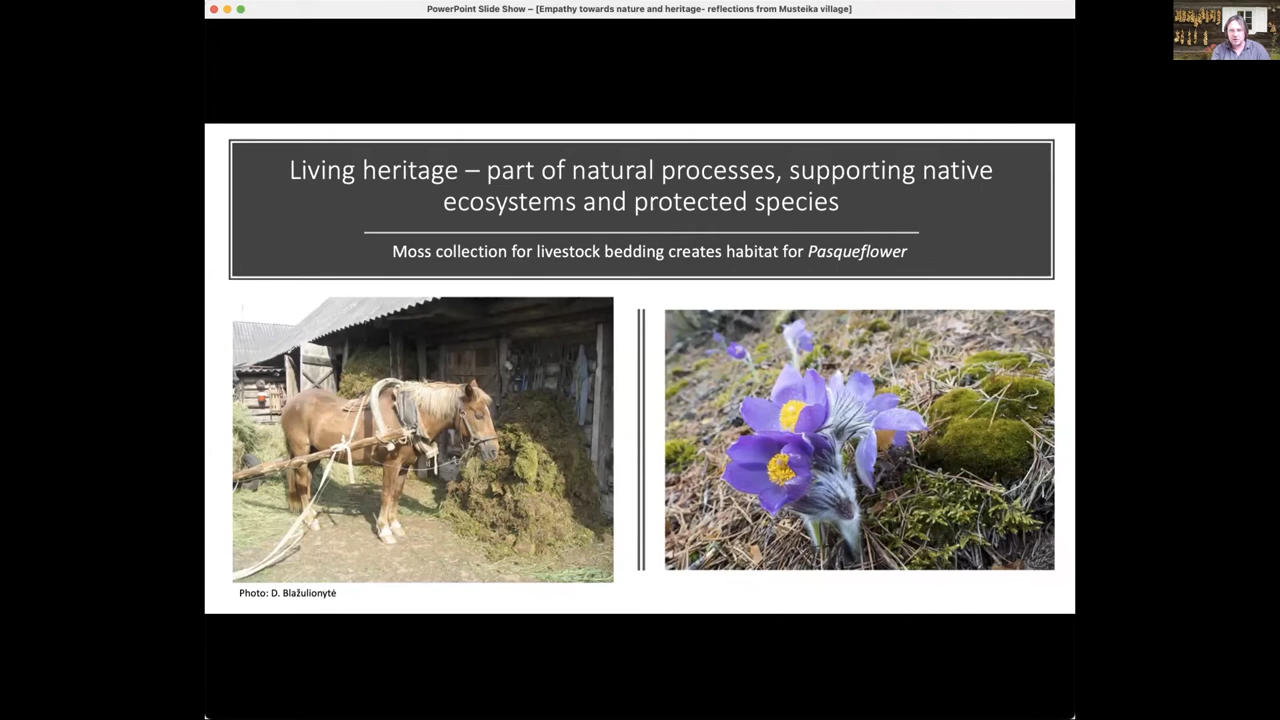 PowerPoint Slide Show – [Empathy towards nature and heritage- reflections from Musteika village]
Living heritage – part of natural processes, supporting native
ecosystems and protected species
Moss collection for livestock bedding creates habitat for Pasqueflower
Photo: D. Blažulionytė